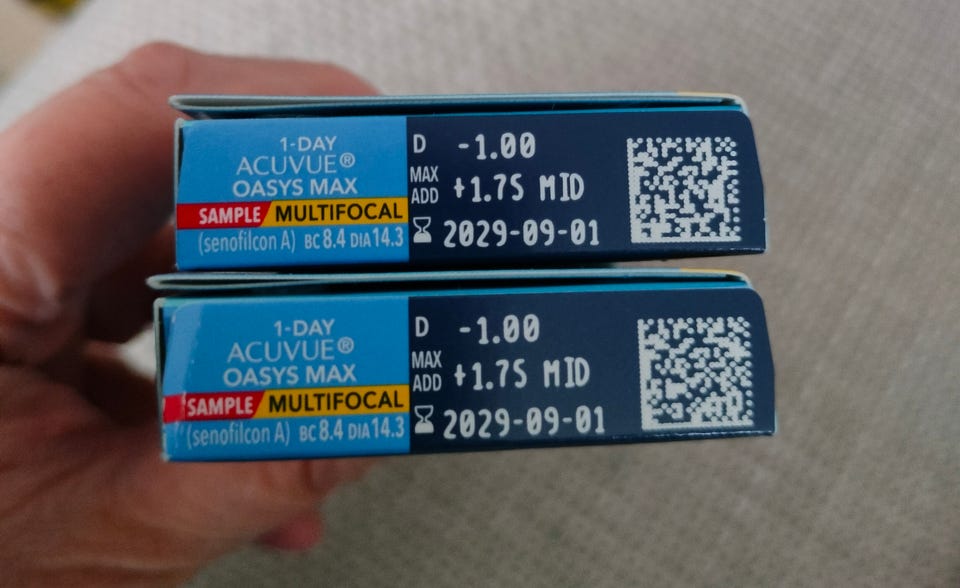 1-DAY
ACUVUE®
OASYS MAX
SAMPLE MULTIFOCAL
(senofilcon A) BC 8.4 DIA 14.3
D -1.00
MAX ADD +1.75 MID
2029-09-01
1-DAY
ACUVUE®
OASYS MAX
SAMPLE MULTIFOCAL
(senofilcon A) BC 8.4 DIA 14.3
D -1.00
MAX ADD +1.75 MID
2029-09-01